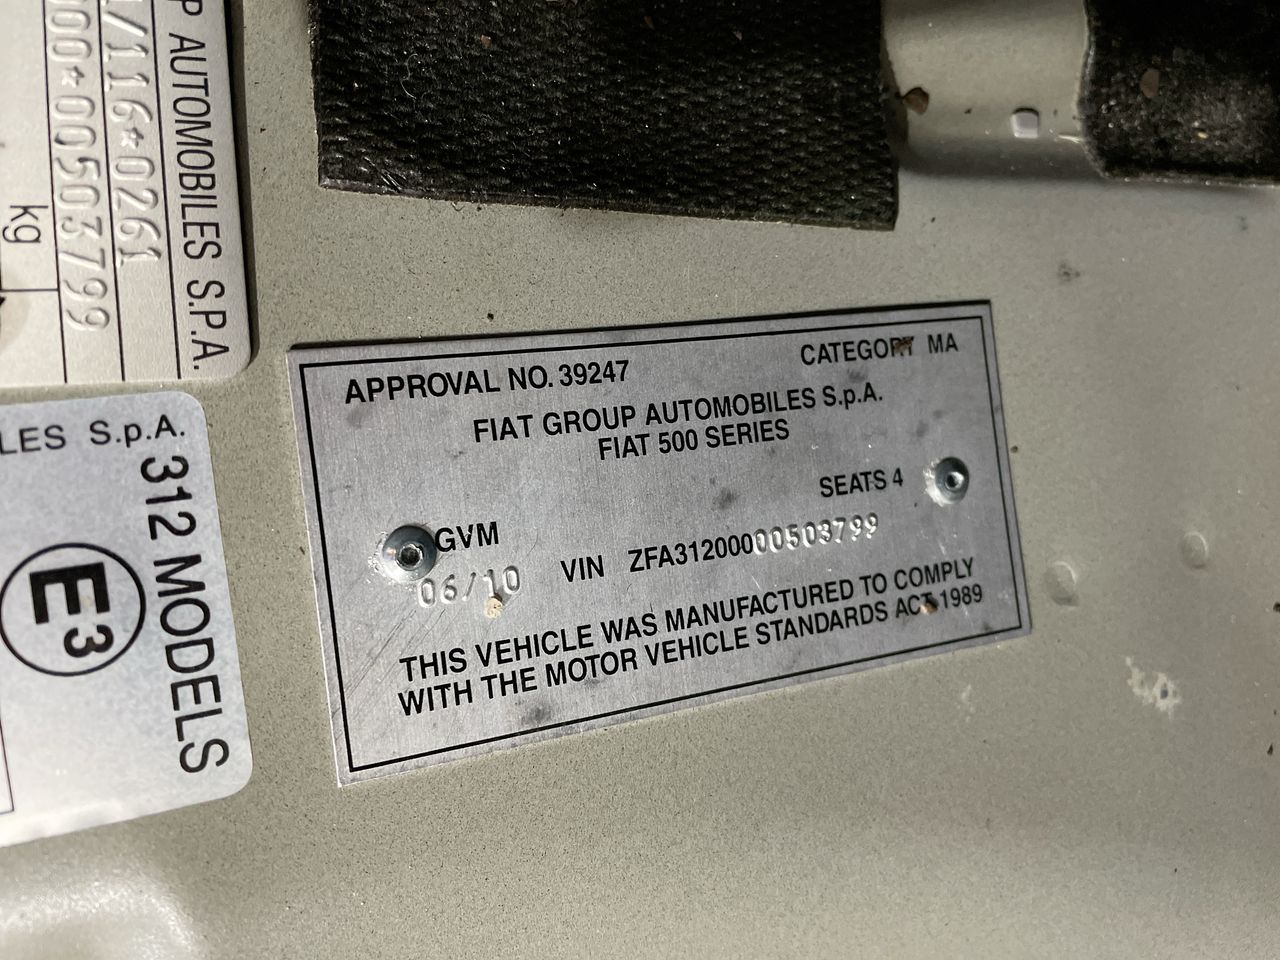 P AUTOMOBILES S.P.A.
1/116*0261
00*00503799
kg
LES S.p.A.
312 MODELS
E3
APPROVAL NO. 39247
CATEGORY MA
FIAT GROUP AUTOMOBILES S.p.A.
FIAT 500 SERIES
SEATS 4
GVM
06/10
VIN ZFA31200000503799
THIS VEHICLE WAS MANUFACTURED TO COMPLY
WITH THE MOTOR VEHICLE STANDARDS ACT 1989